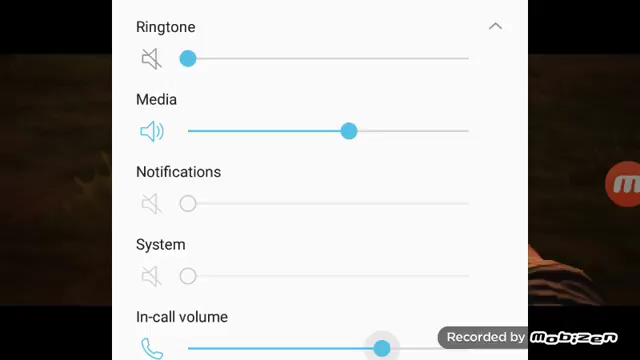 Ringtone
Media
Notifications
System
In-call volume
Recorded by
mobizen